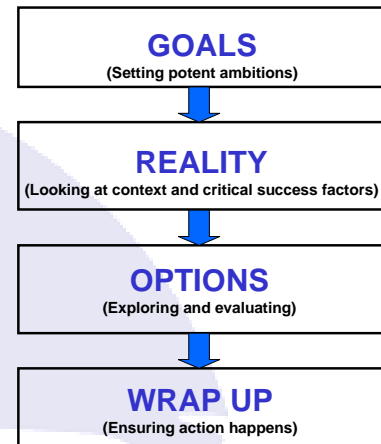 GOALS
(Setting potent ambitions)
REALITY
(Looking at context and critical success factors)
OPTIONS
(Exploring and evaluating)
WRAP UP
(Ensuring action happens)